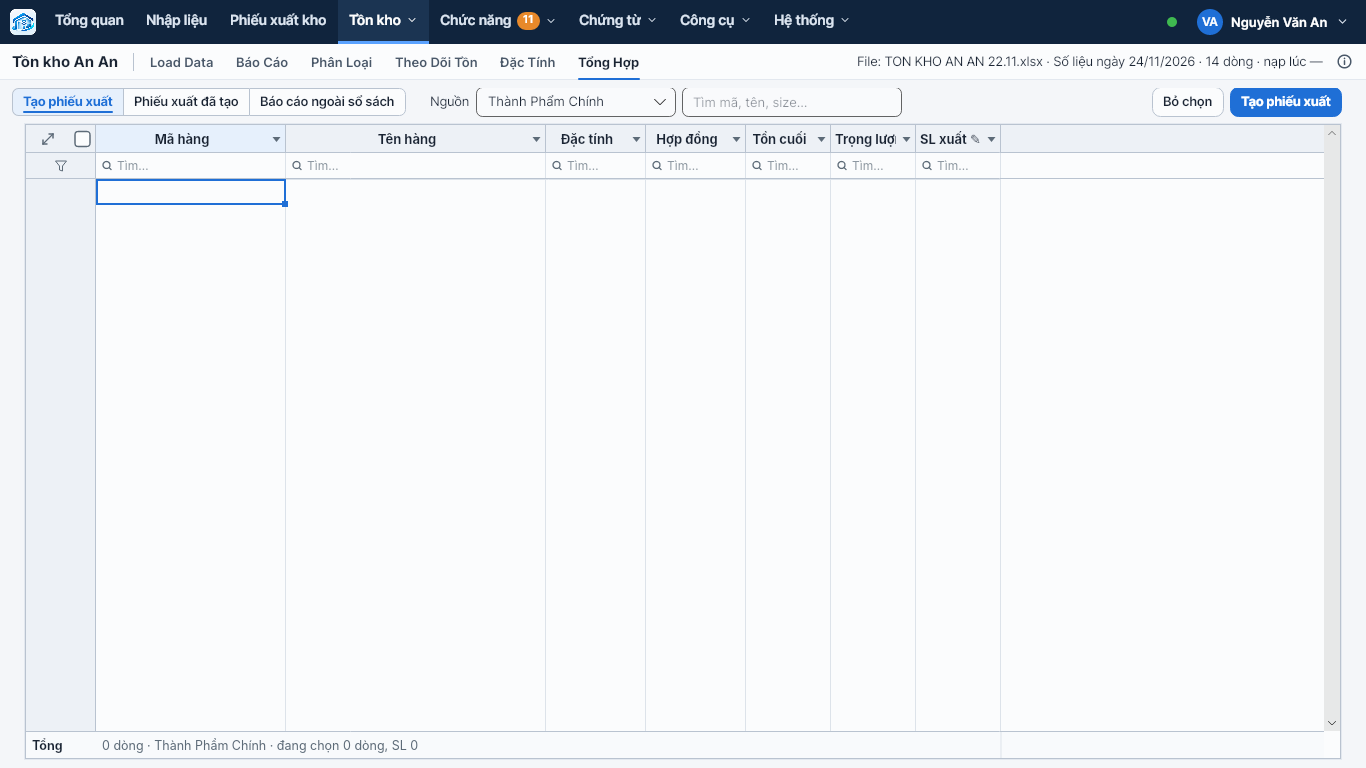 Tổng quan Nhập liệu Phiếu xuất kho Tồn kho Chức năng 11 Chứng từ Công cụ Hệ thống VA Nguyễn Văn An
Tồn kho An An Load Data Báo Cáo Phân Loại Theo Dõi Tồn Đặc Tính Tổng Hợp File: TON KHO AN AN 22.11.xlsx · Số liệu ngày 24/11/2026 · 14 dòng · nạp lúc —
Tạo phiếu xuất Phiếu xuất đã tạo Báo cáo ngoài sổ sách Nguồn Thành Phẩm Chính Tìm mã, tên, size... Bỏ chọn Tạo phiếu xuất
Mã hàng Tên hàng Đặc tính Hợp đồng Tồn cuối Trọng lượ SL xuất ✎
Tìm... Tìm... Tìm... Tìm... Tìm... Tìm... Tìm...
Tổng 0 dòng · Thành Phẩm Chính · đang chọn 0 dòng, SL 0